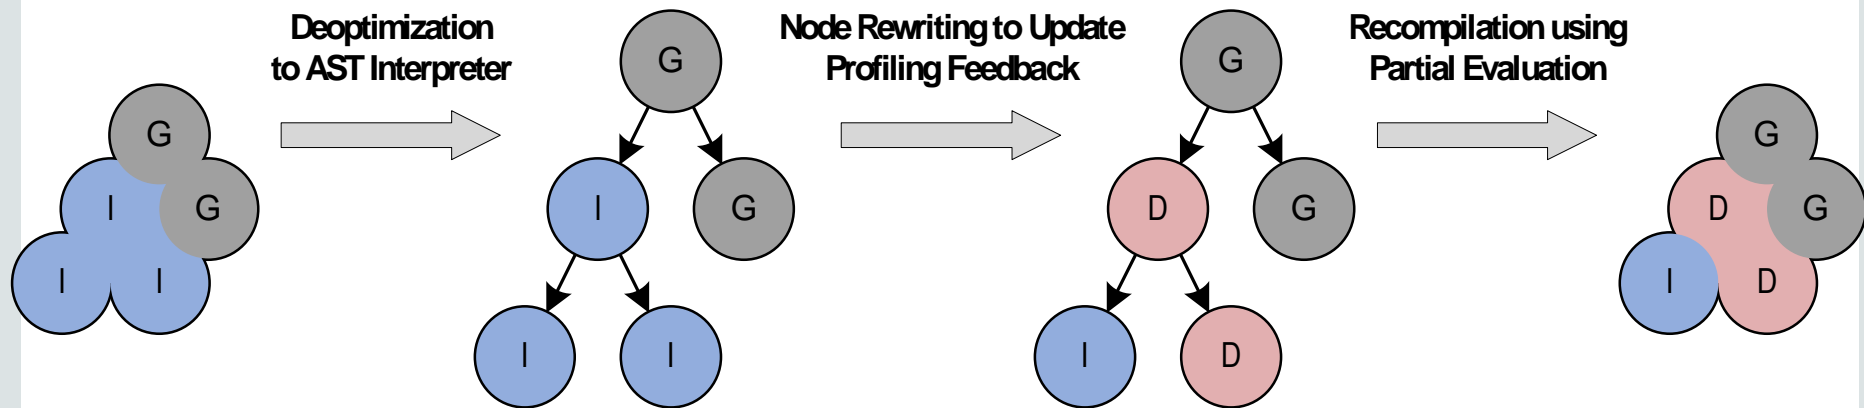 Deoptimization
to AST Interpreter
Node Rewriting to Update
Profiling Feedback
Recompilation using
Partial Evaluation
G
I G
I I
G
I G
I I
G
D G
I D
G
D G
I D